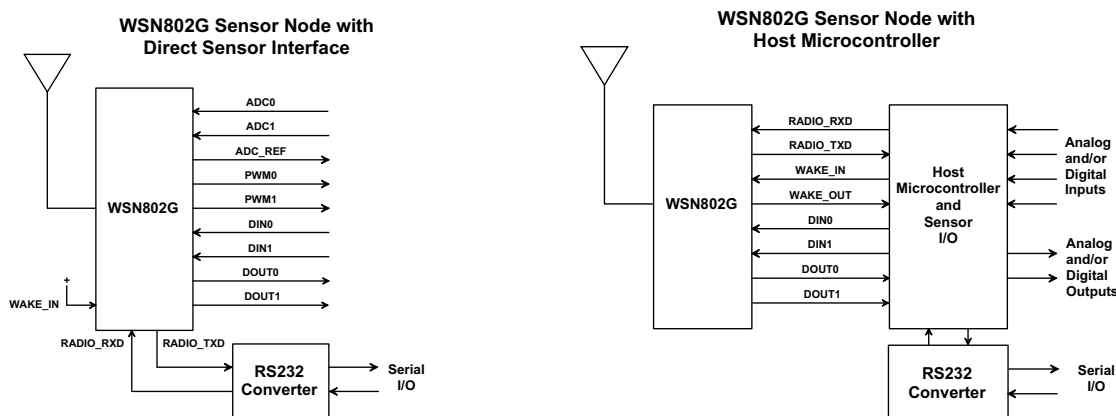 WSN802G Sensor Node with
Direct Sensor Interface
ADC0
ADC1
ADC_REF
PWM0
PWM1
DIN0
DIN1
DOUT0
DOUT1
WSN802G
+
WAKE_IN
RADIO_RXD
RADIO_TXD
RS232
Converter
Serial
I/O
WSN802G Sensor Node with
Host Microcontroller
WSN802G
RADIO_RXD
RADIO_TXD
WAKE_IN
WAKE_OUT
DIN0
DIN1
DOUT0
DOUT1
Host
Microcontroller
and
Sensor
I/O
Analog
and/or
Digital
Inputs
Analog
and/or
Digital
Outputs
RS232
Converter
Serial
I/O